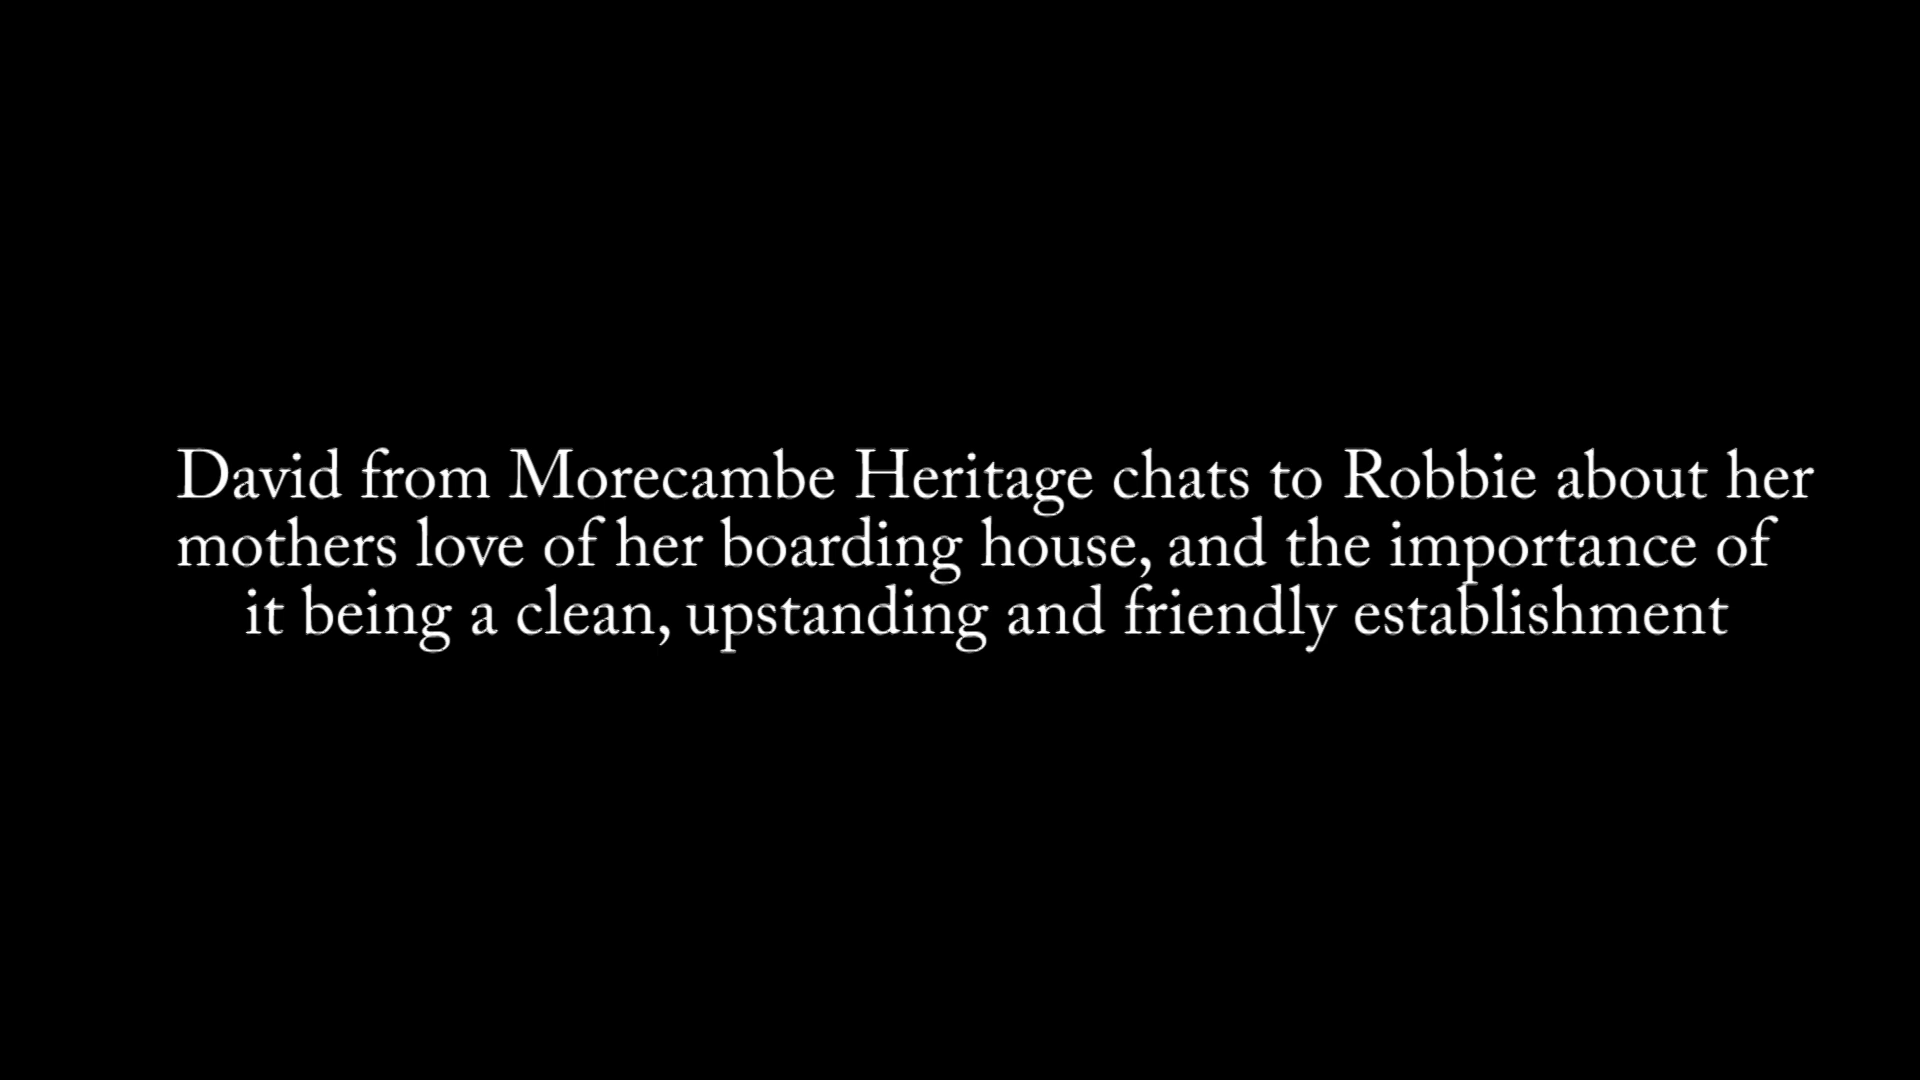 David from Morecambe Heritage chats to Robbie about her
mothers love of her boarding house, and the importance of
it being a clean, upstanding and friendly establishment